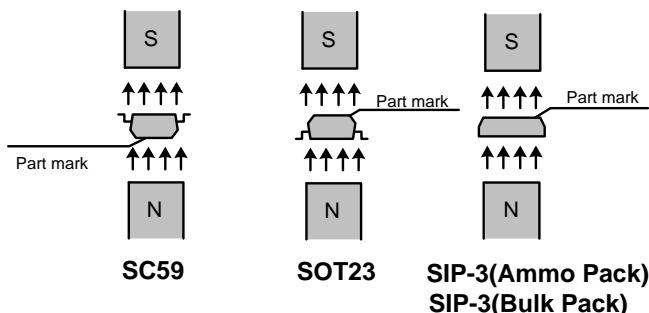 S
S
S
Part mark
Part mark
Part mark
N
N
N
SC59
SOT23
SIP-3(Ammo Pack)
SIP-3(Bulk Pack)